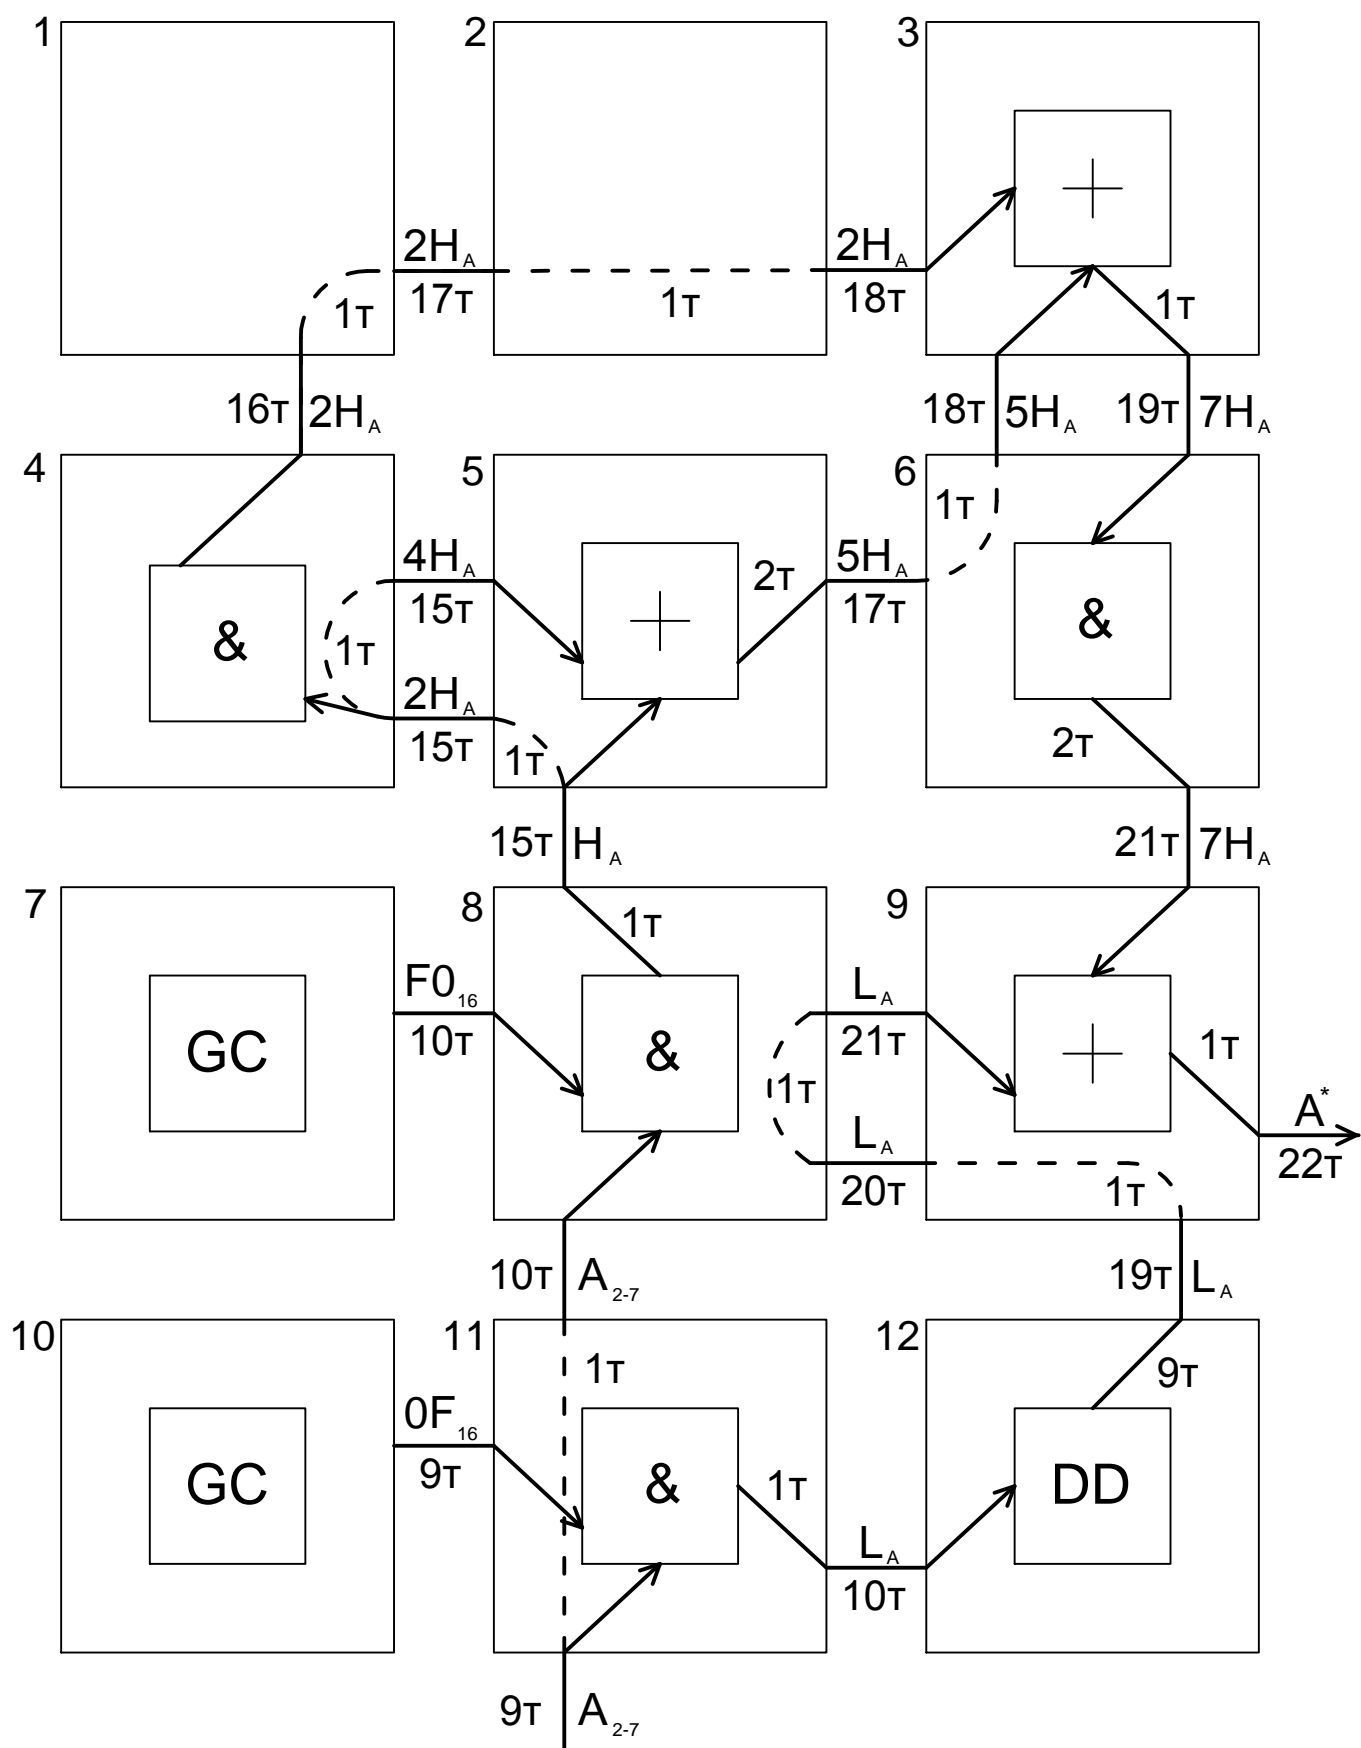 1 2 3
+
2H_A 2H_A
1т 17т 1т 18т 1т
16т 2H_A 18т 5H_A 19т 7H_A
4 5 6
1т
4H_A 5H_A
15т 2т 17т
& 1т + &
2H_A
15т 1т 2т
15т H_A 21т 7H_A
7 8 9
1т
F0_16 L_A
10т 21т 1т
GC & 1т +
L_A A*
20т 1т 22т
10т A_2-7 19т L_A
10 11 12
1т 9т
0F_16
9т
GC & 1т DD
L_A
10т
9т A_2-7